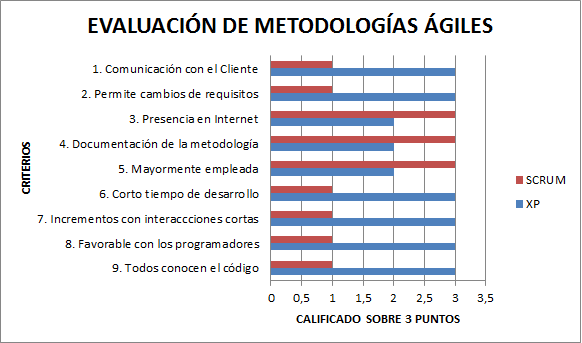 EVALUACIÓN DE METODOLOGÍAS ÁGILES
CRITERIOS
1. Comunicación con el Cliente
2. Permite cambios de requisitos
3. Presencia en Internet
4. Documentación de la metodología
5. Mayormente empleada
6. Corto tiempo de desarrollo
7. Incrementos con interaccciones cortas
8. Favorable con los programadores
9. Todos conocen el código
SCRUM
XP
0 0,5 1 1,5 2 2,5 3 3,5
CALIFICADO SOBRE 3 PUNTOS